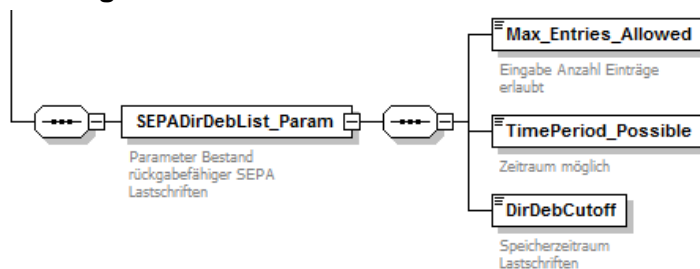 Max_Entries_Allowed
Eingabe Anzahl Einträge
erlaubt
SEPADirDebList_Param
Parameter Bestand
rückgabefähiger SEPA
Lastschriften
TimePeriod_Possible
Zeitraum möglich
DirDebCutoff
Speicherzeitraum
Lastschriften